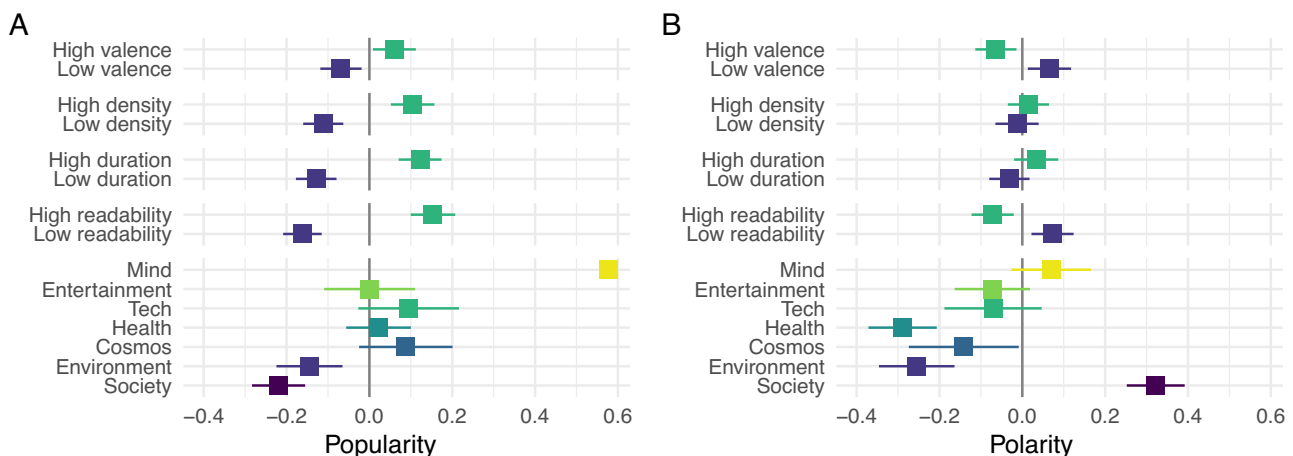 A
High valence
Low valence
High density
Low density
High duration
Low duration
High readability
Low readability
Mind
Entertainment
Tech
Health
Cosmos
Environment
Society
−0.4 −0.2 0.0 0.2 0.4 0.6
Popularity
B
High valence
Low valence
High density
Low density
High duration
Low duration
High readability
Low readability
Mind
Entertainment
Tech
Health
Cosmos
Environment
Society
−0.4 −0.2 0.0 0.2 0.4 0.6
Polarity